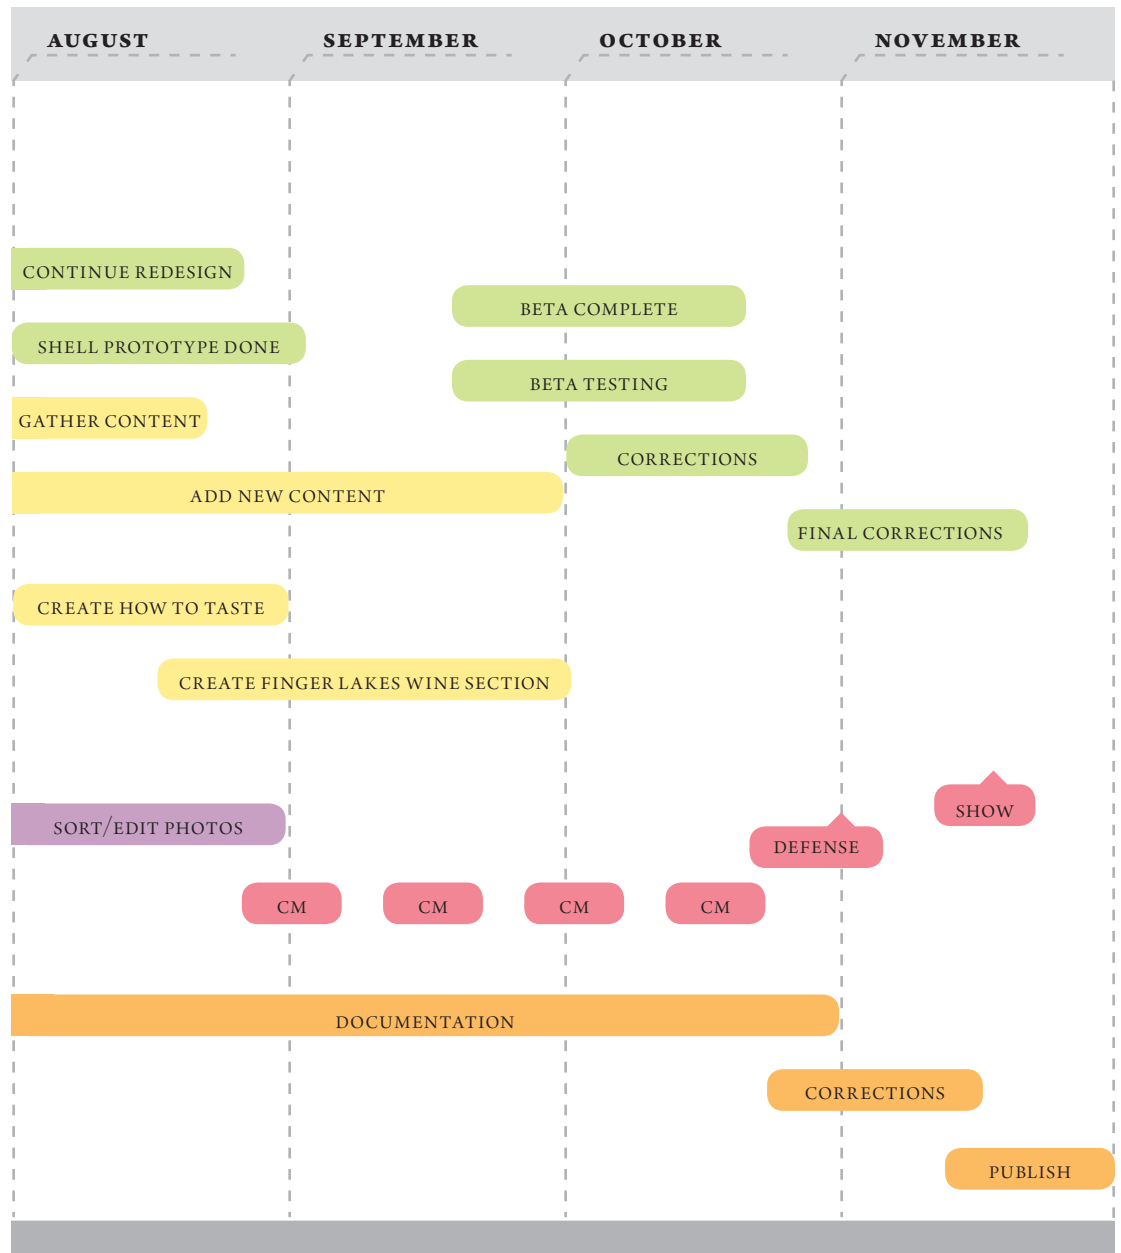 AUGUST
SEPTEMBER
OCTOBER
NOVEMBER
CONTINUE REDESIGN
BETA COMPLETE
SHELL PROTOTYPE DONE
BETA TESTING
GATHER CONTENT
CORRECTIONS
ADD NEW CONTENT
FINAL CORRECTIONS
CREATE HOW TO TASTE
CREATE FINGER LAKES WINE SECTION
SHOW
SORT/EDIT PHOTOS
DEFENSE
CM
CM
CM
CM
DOCUMENTATION
CORRECTIONS
PUBLISH